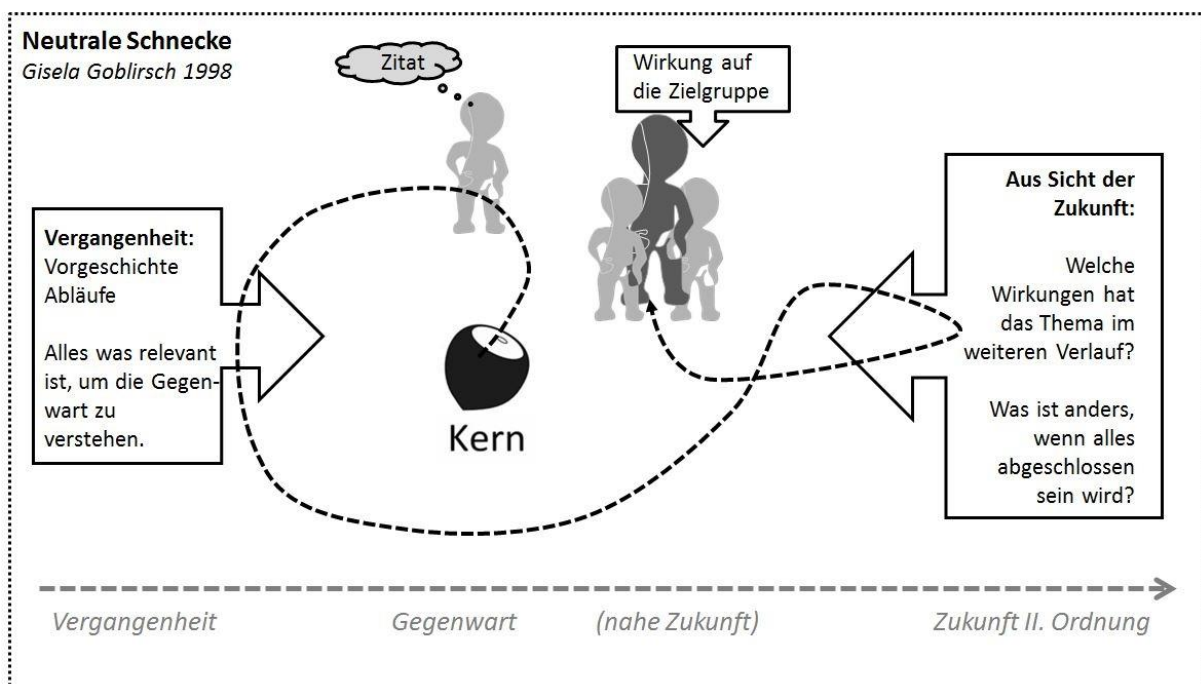 Neutrale Schnecke
Gisela Goblirsch 1998
Zitat
Wirkung auf
die Zielgruppe
Vergangenheit:
Vorgeschichte
Abläufe
Alles was relevant
ist, um die Gegen-
wart zu
verstehen.
Kern
Aus Sicht der
Zukunft:
Welche
Wirkungen hat
das Thema im
weiteren Verlauf?
Was ist anders,
wenn alles
abgeschlossen
sein wird?
Vergangenheit
Gegenwart
(nahe Zukunft)
Zukunft II. Ordnung